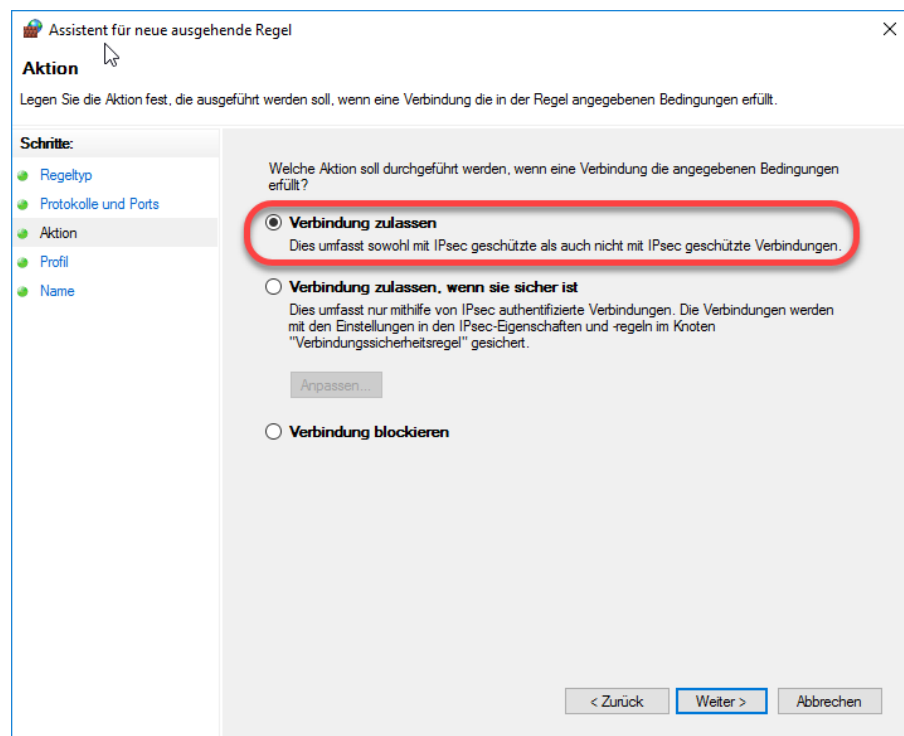 Assistent für neue ausgehende Regel
Aktion
Legen Sie die Aktion fest, die ausgeführt werden soll, wenn eine Verbindung die in der Regel angegebenen Bedingungen erfüllt.
Schritte:
Regeltyp
Protokolle und Ports
Aktion
Profil
Name
Welche Aktion soll durchgeführt werden, wenn eine Verbindung die angegebenen Bedingungen
erfüllt?
Verbindung zulassen
Dies umfasst sowohl mit IPsec geschützte als auch nicht mit IPsec geschützte Verbindungen.
Verbindung zulassen, wenn sie sicher ist
Dies umfasst nur mithilfe von IPsec authentifizierte Verbindungen. Die Verbindungen werden
mit den Einstellungen in den IPsec-Eigenschaften und -regeln im Knoten
"Verbindungssicherheitsregel" gesichert.
Anpassen...
Verbindung blockieren
< Zurück
Weiter >
Abbrechen